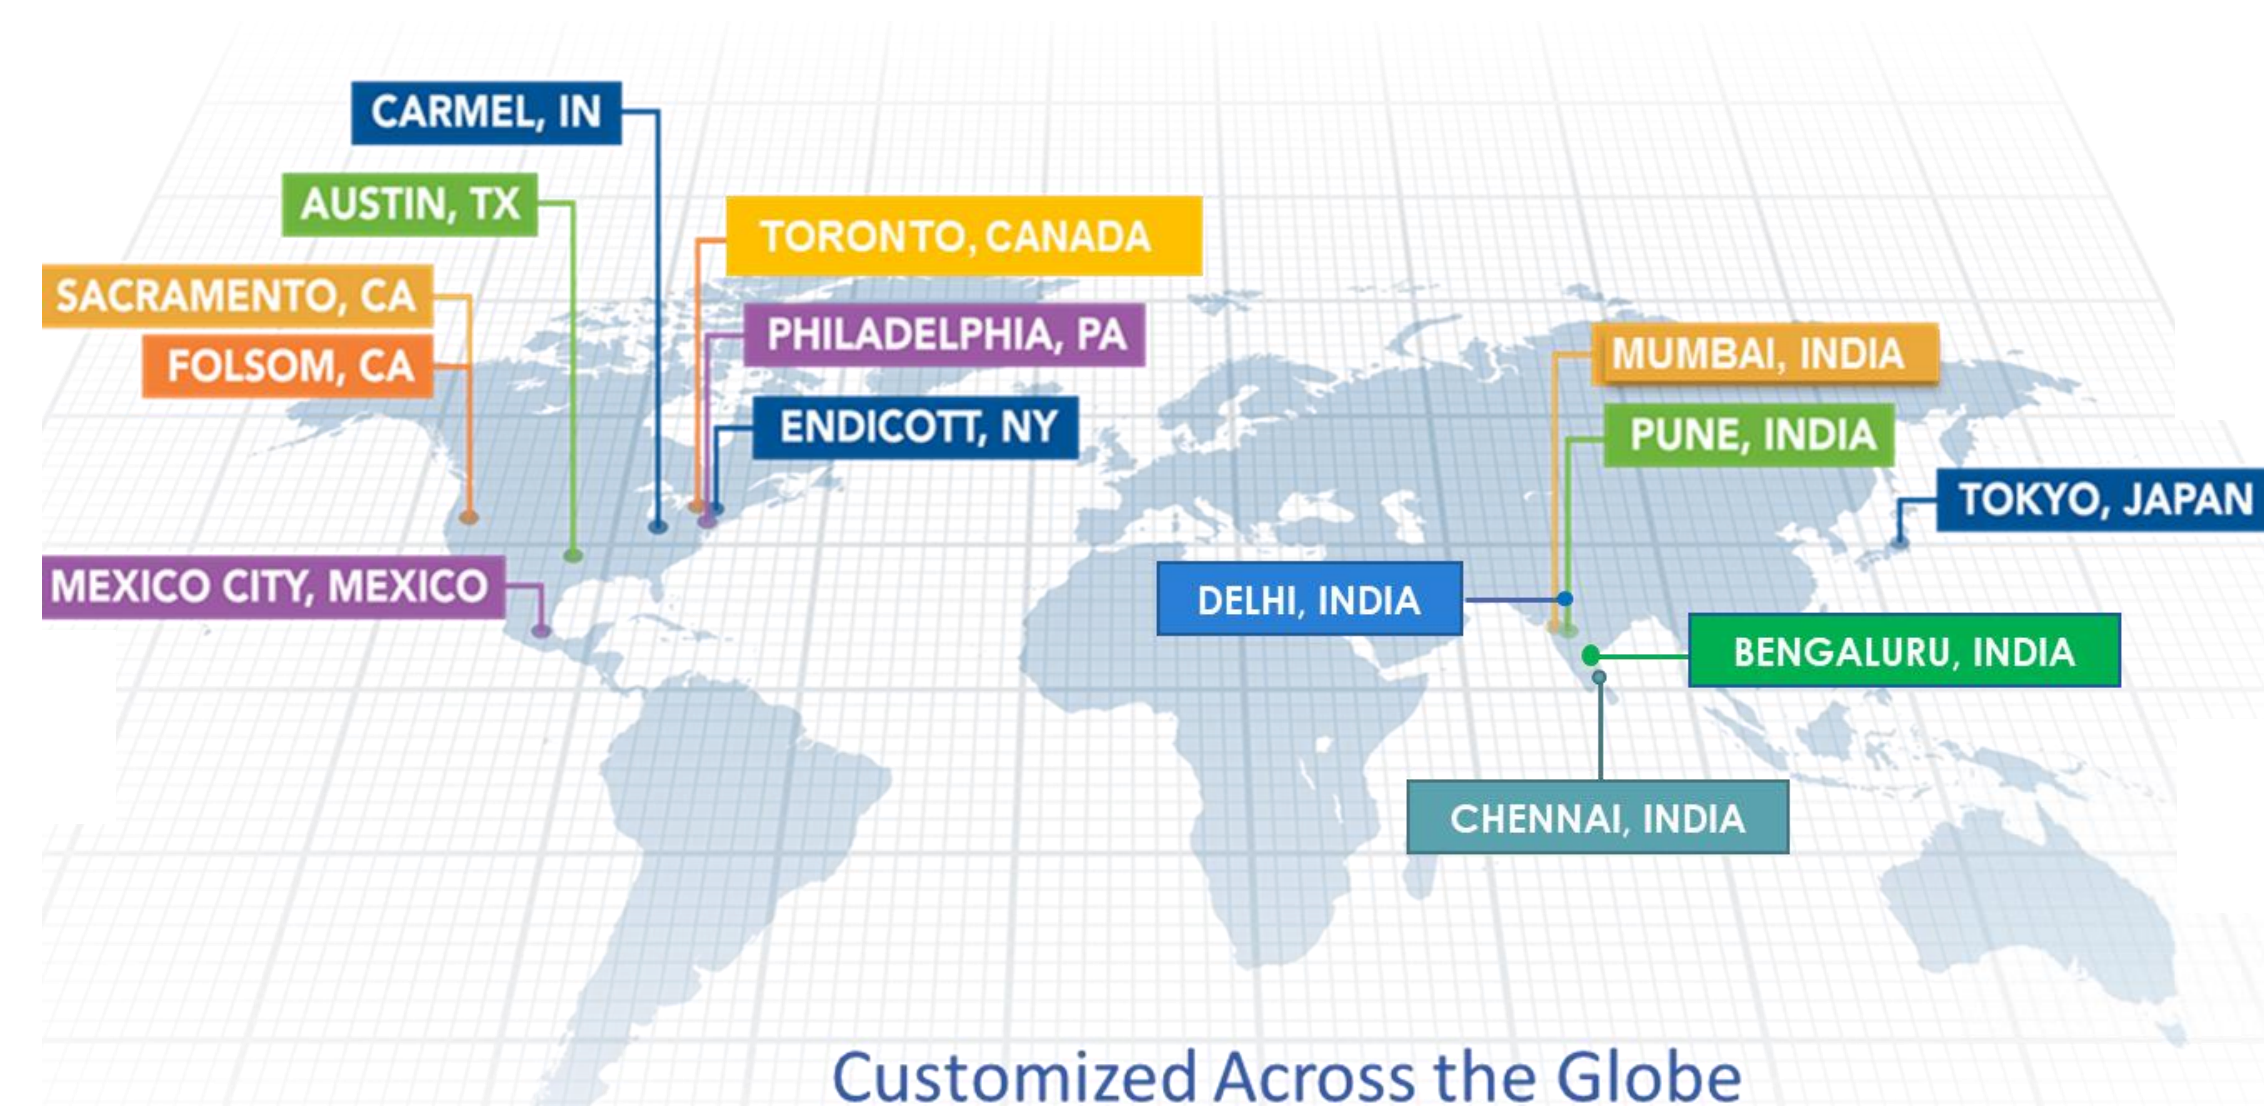 CARMEL, IN
AUSTIN, TX
TORONTO, CANADA
SACRAMENTO, CA
PHILADELPHIA, PA
FOLSOM, CA
MUMBAI, INDIA
ENDICOTT, NY
PUNE, INDIA
TOKYO, JAPAN
MEXICO CITY, MEXICO
DELHI, INDIA
BENGALURU, INDIA
CHENNAI, INDIA
Customized Across the Globe